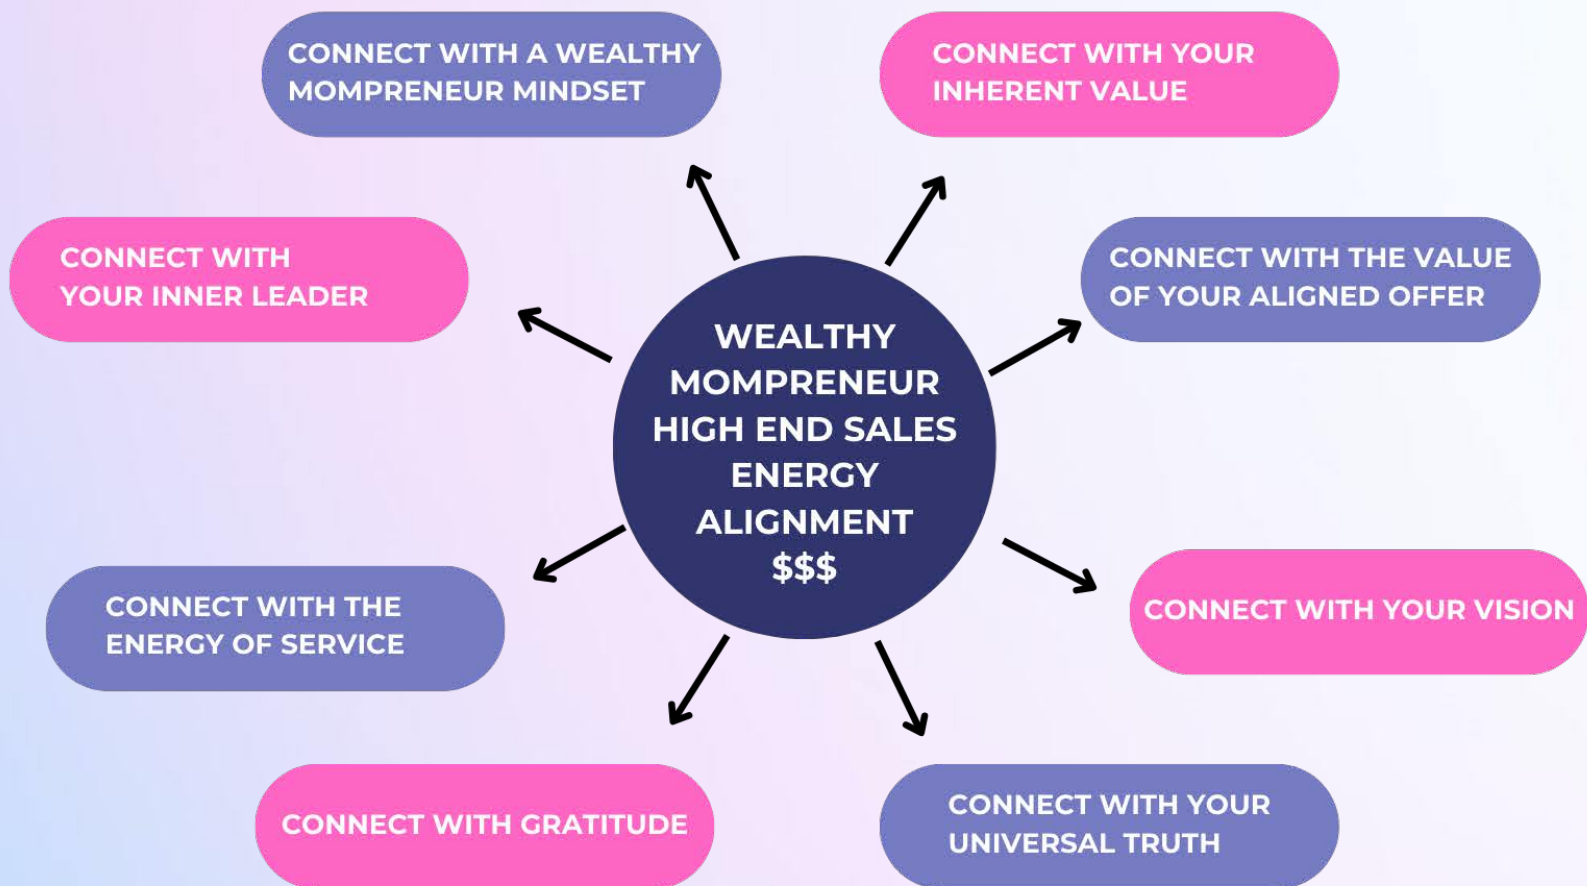 CONNECT WITH A WEALTHY
MOMPRENEUR MINDSET
CONNECT WITH YOUR
INHERENT VALUE
CONNECT WITH
YOUR INNER LEADER
CONNECT WITH THE VALUE
OF YOUR ALIGNED OFFER
WEALTHY
MOMPRENEUR
HIGH END SALES
ENERGY
ALIGNMENT
$$$
CONNECT WITH THE
ENERGY OF SERVICE
CONNECT WITH YOUR VISION
CONNECT WITH GRATITUDE
CONNECT WITH YOUR
UNIVERSAL TRUTH